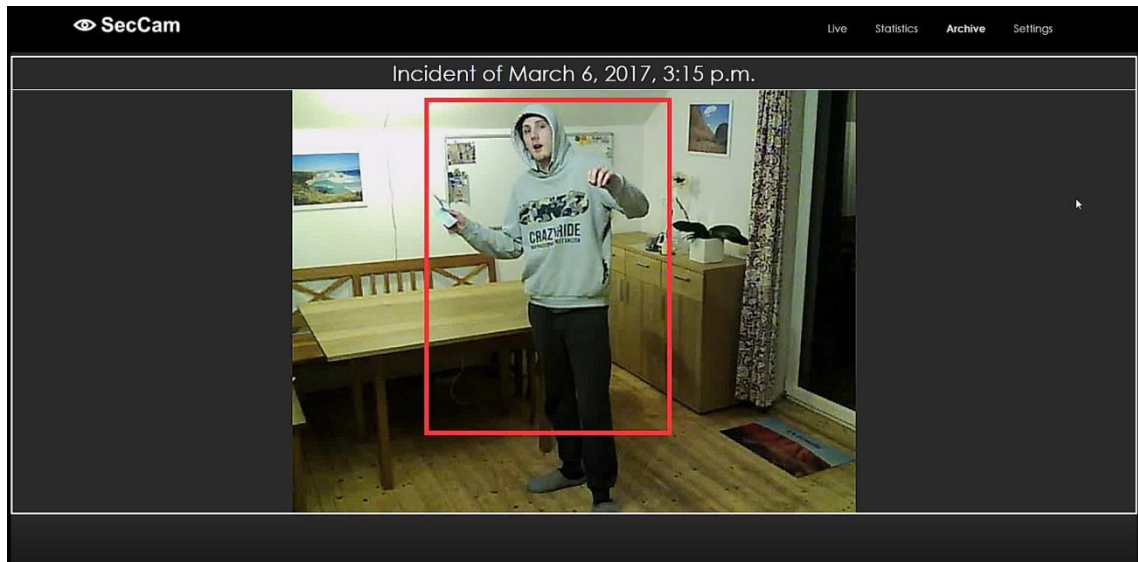 SecCam
Live Statistics Archive Settings
Incident of March 6, 2017, 3:15 p.m.
CRAZYRIDE